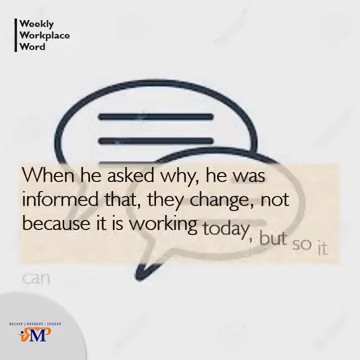 Weekly
Workplace
Word
When he asked why, he was
informed that, they change, not
because it is working today, but so it
can